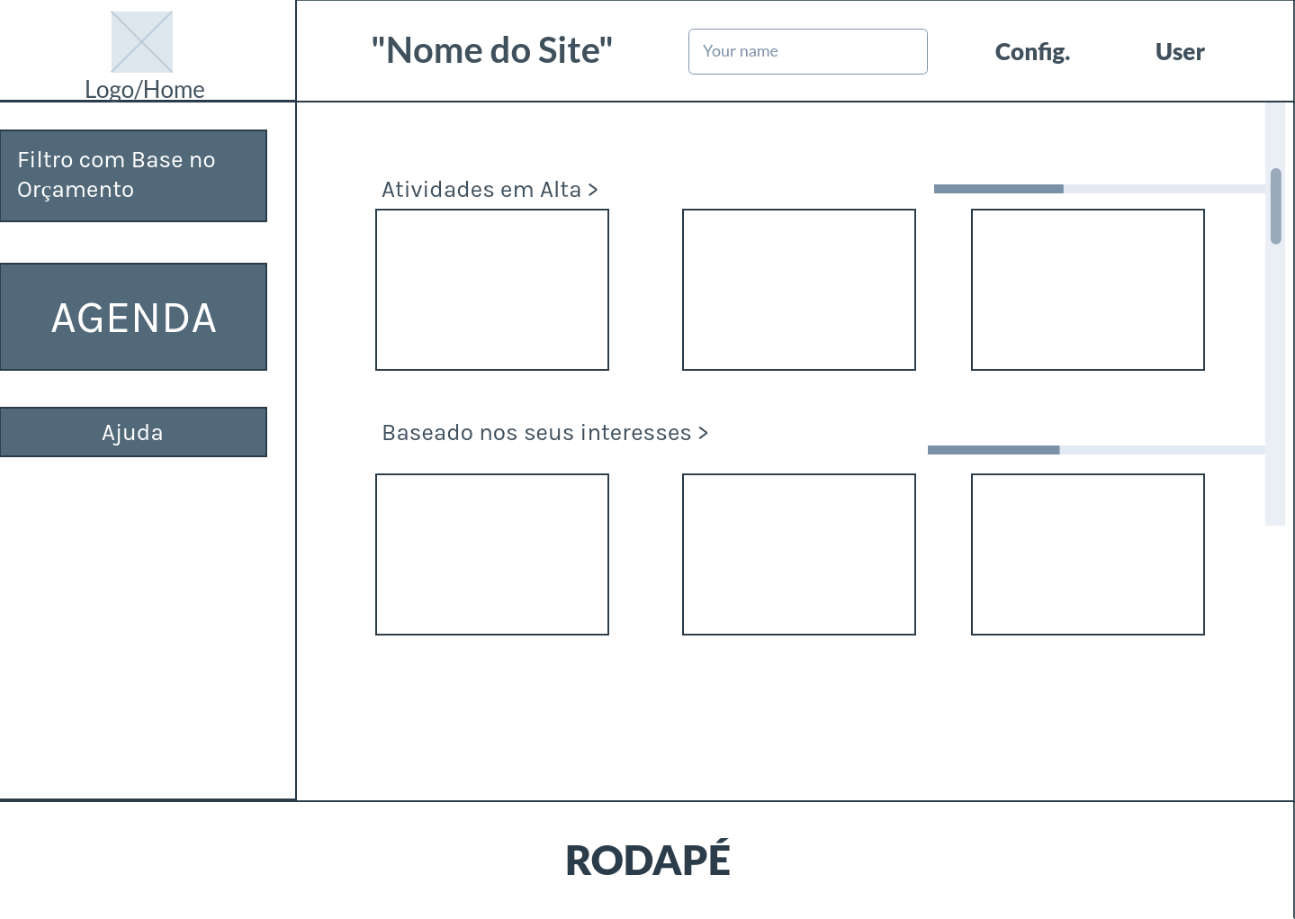 Logo/Home
"Nome do Site"
Your name
Config.
User
Filtro com Base no
Orçamento
AGENDA
Ajuda
Atividades em Alta >
Baseado nos seus interesses >
RODAPÉ